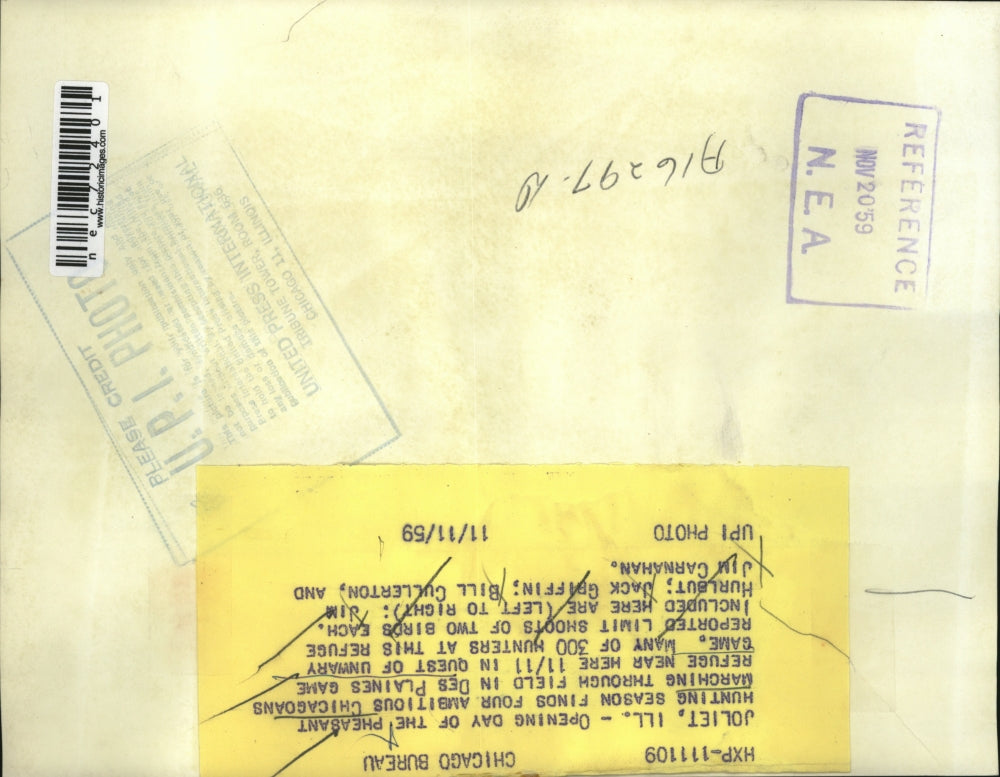 HXP-111109 CHICAGO BUREAU
JOLIET, ILL. - OPENING DAY OF THE PHEASANT
HUNTING SEASON FINDS FOUR AMBITIOUS CHICAGOANS
MARCHING THROUGH FIELD IN DES PLAINES GAME
REFUGE NEAR HERE 11/11 IN QUEST OF UNWARY
GAME. MANY OF 300 HUNTERS AT THIS REFUGE
REPORTED LIMIT SHOOTS OF TWO BIRDS EACH.
INCLUDED HERE ARE (LEFT TO RIGHT): JIM
HURLBUT; JACK GRIFFIN; BILL CULLERTON, AND
JIM CARNAHAN.
UPI PHOTO 11/11/59
REFERENCE
NOV 20 '59
N.E.A.
A16297-
PLEASE CREDIT
U.P.I. PHOTO
UNITED PRESS INTERNATIONAL
TRIBUNE TOWER, ROOM 686
CHICAGO 11, ILLINOIS
nec72401
www.historicimages.com